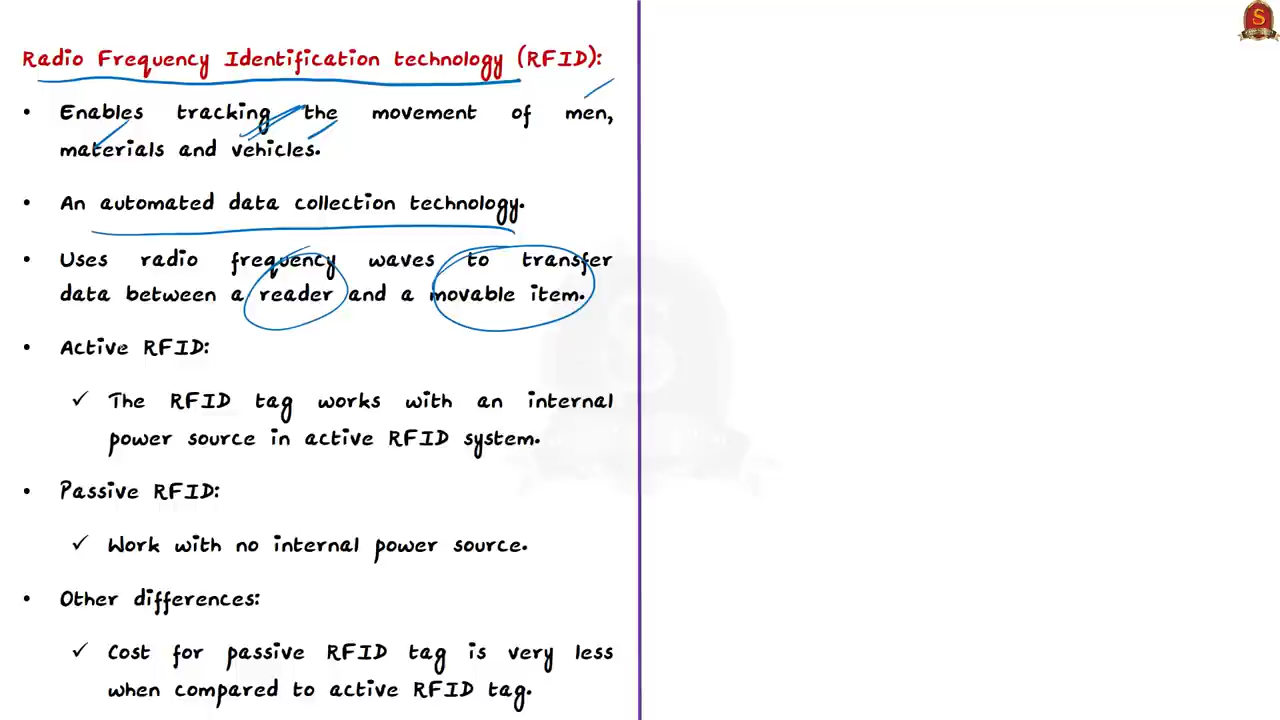 Radio Frequency Identification technology (RFID):
• Enables tracking the movement of men,
materials and vehicles.
• An automated data collection technology.
• Uses radio frequency waves to transfer
data between a reader and a movable item.
• Active RFID:
✓ The RFID tag works with an internal
power source in active RFID system.
• Passive RFID:
✓ Work with no internal power source.
• Other differences:
✓ Cost for passive RFID tag is very less
when compared to active RFID tag.
S